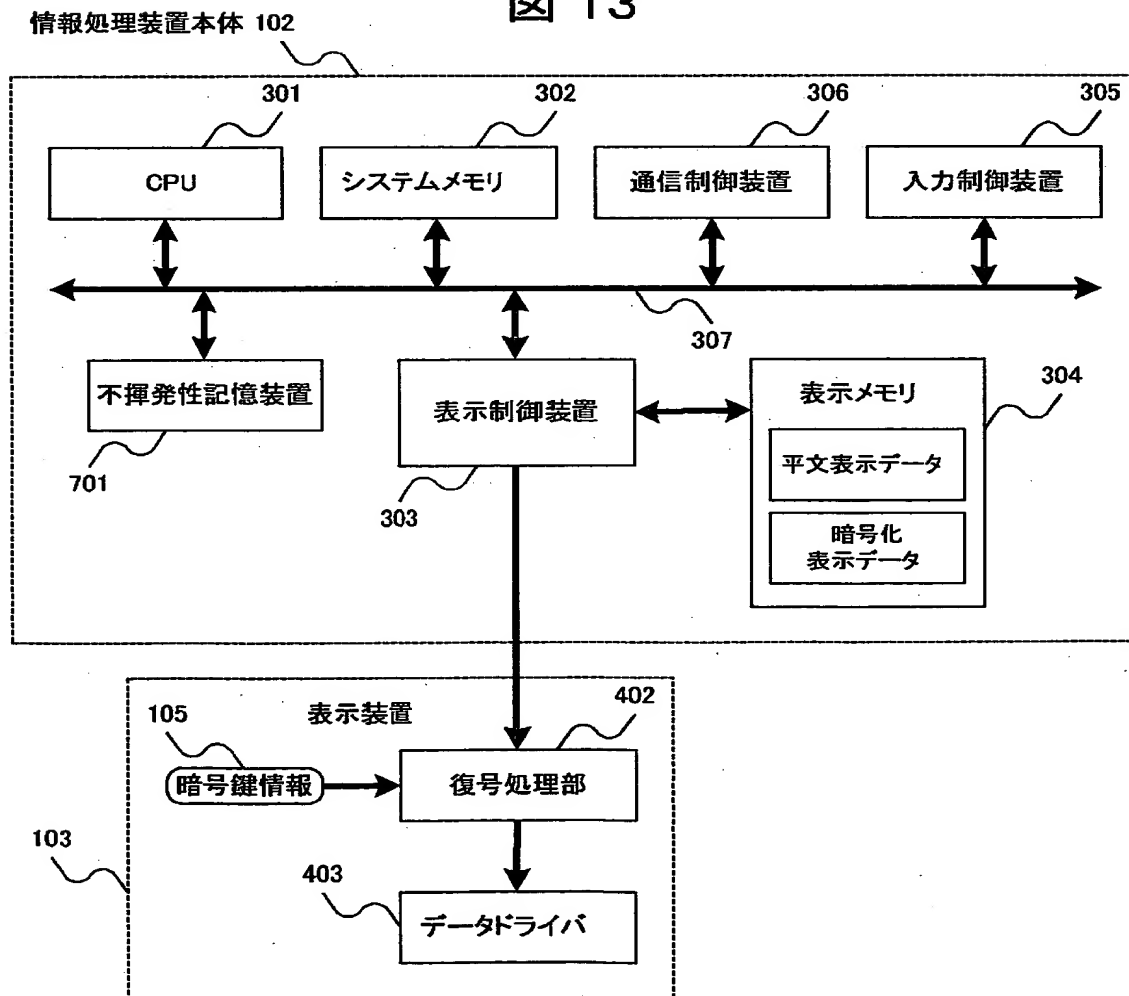 図 13
情報処理装置本体 102
301
302
306
305
CPU
システムメモリ
通信制御装置
入力制御装置
307
不揮発性記憶装置
表示制御装置
表示メモリ
304
平文表示データ
701
303
暗号化
表示データ
表示装置
402
105
暗号鍵情報
復号処理部
103
403
データドライバ